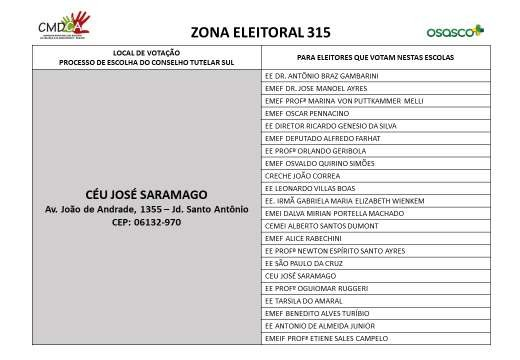 CMDCA
ZONA ELEITORAL 315
osasco
LOCAL DE VOTAÇÃO
PROCESSO DE ESCOLHA DO CONSELHO TUTELAR SUL
PARA ELEITORES QUE VOTAM NESTAS ESCOLAS
CÉU JOSÉ SARAMAGO
Av. João de Andrade, 1355 – Jd. Santo Antônio
CEP: 06132-970
EE DR. ANTÔNIO BRAZ GAMBARINI
EMEF DR. JOSE MANOEL AYRES
EMEF PROFª MARINA VON PUTTKAMMER MELLI
EMEF OSCAR PENNACINO
EE DIRETOR RICARDO GENESIO DA SILVA
EMEF DEPUTADO ALFREDO FARHAT
EE PROFº ORLANDO GERIBOLA
EMEF OSVALDO QUIRINO SIMÕES
CRECHE JOÃO CORREA
EE LEONARDO VILLAS BOAS
EE. IRMÃ GABRIELA MARIA ELIZABETH WIENKEM
EMEI DALVA MIRIAN PORTELLA MACHADO
CEMEI ALBERTO SANTOS DUMONT
EMEF ALICE RABECHINI
EE PROFº NEWTON ESPÍRITO SANTO AYRES
EE SÃO PAULO DA CRUZ
CEU JOSÉ SARAMAGO
EE PROFº OGUIOMAR RUGGERI
EE TARSILA DO AMARAL
EMEF BENEDITO ALVES TURÍBIO
EE ANTONIO DE ALMEIDA JUNIOR
EMEIF PROFª ETIENE SALES CAMPELO